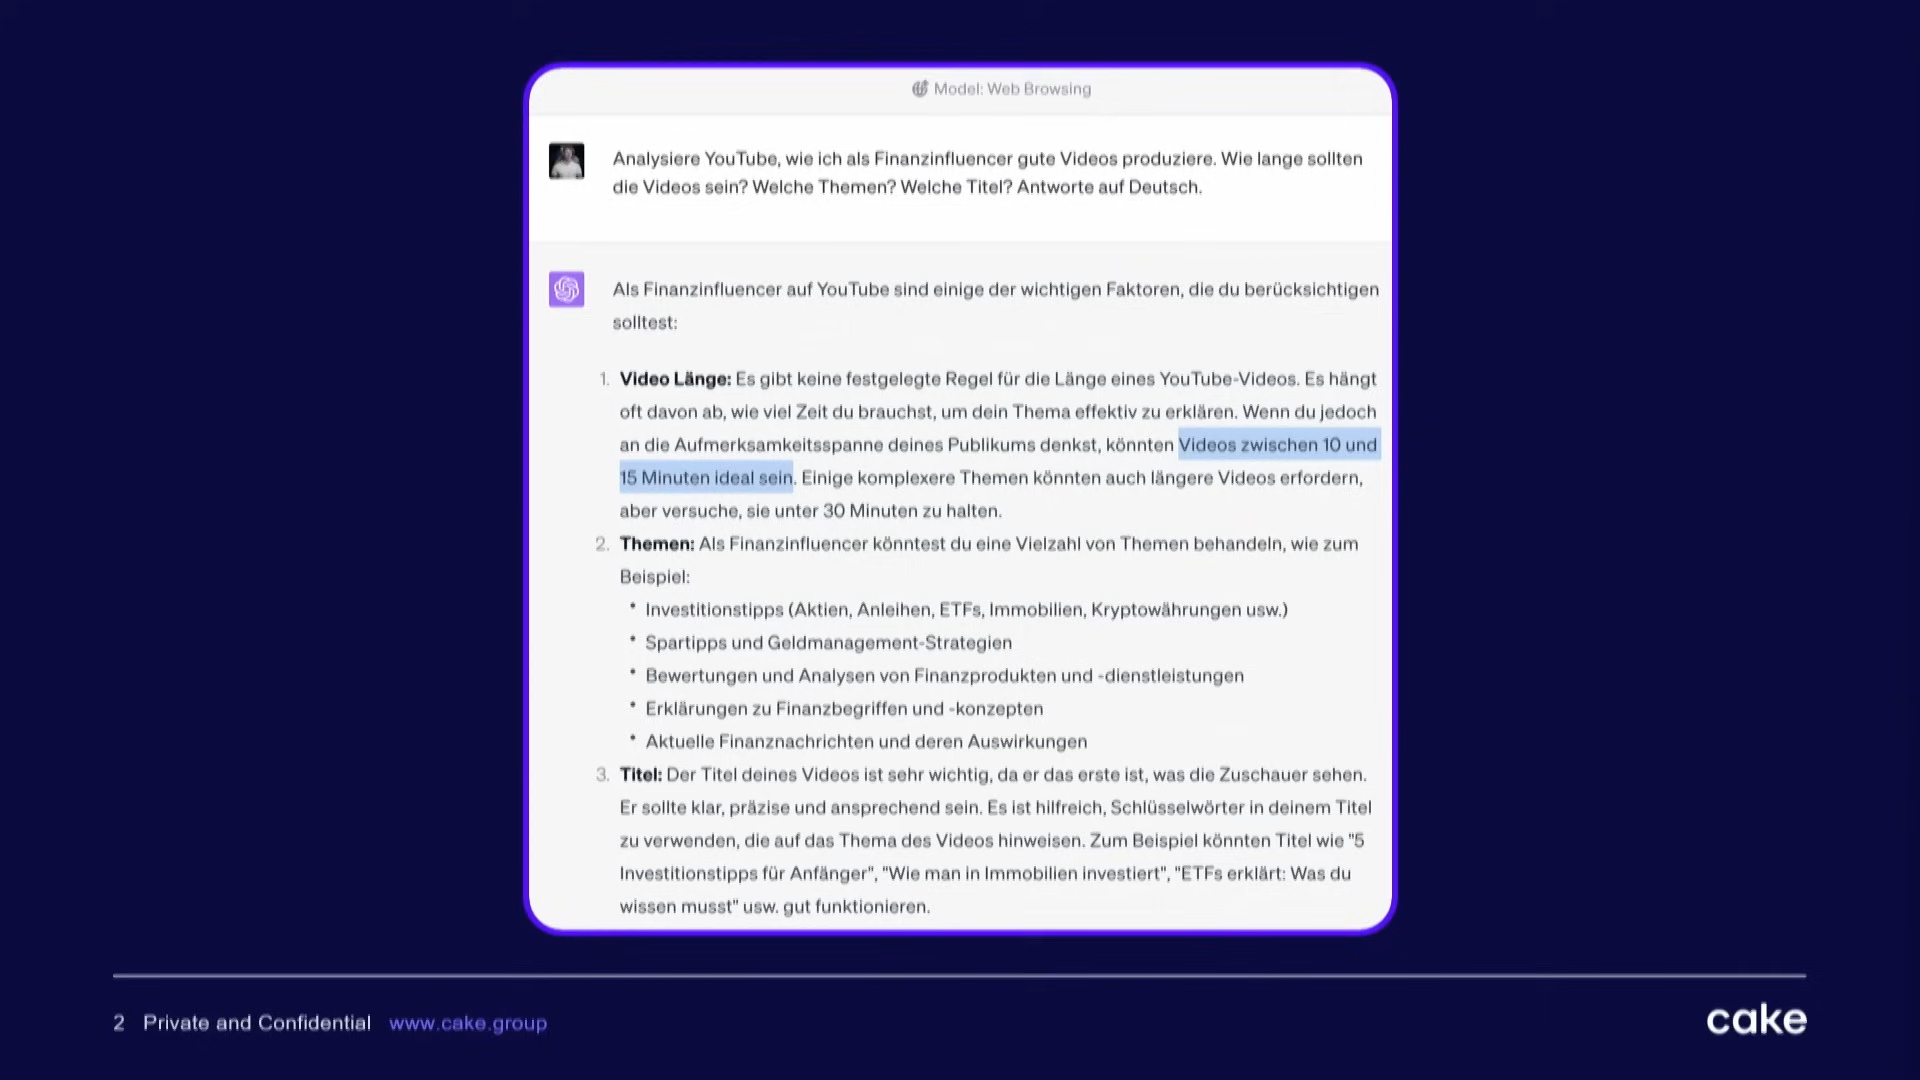 Model: Web Browsing
Analysiere YouTube, wie ich als Finanzinfluencer gute Videos produziere. Wie lange sollten
die Videos sein? Welche Themen? Welche Titel? Antworte auf Deutsch.
Als Finanzinfluencer auf YouTube sind einige der wichtigen Faktoren, die du berücksichtigen
solltest:
1. Video Länge: Es gibt keine festgelegte Regel für die Länge eines YouTube-Videos. Es hängt
oft davon ab, wie viel Zeit du brauchst, um dein Thema effektiv zu erklären. Wenn du jedoch
an die Aufmerksamkeitsspanne deines Publikums denkst, könnten Videos zwischen 10 und
15 Minuten ideal sein. Einige komplexere Themen könnten auch längere Videos erfordern,
aber versuche, sie unter 30 Minuten zu halten.
2. Themen: Als Finanzinfluencer könntest du eine Vielzahl von Themen behandeln, wie zum
Beispiel:
• Investitionstipps (Aktien, Anleihen, ETFs, Immobilien, Kryptowährungen usw.)
• Spartipps und Geldmanagement-Strategien
• Bewertungen und Analysen von Finanzprodukten und -dienstleistungen
• Erklärungen zu Finanzbegriffen und -konzepten
• Aktuelle Finanznachrichten und deren Auswirkungen
3. Titel: Der Titel deines Videos ist sehr wichtig, da er das erste ist, was die Zuschauer sehen.
Er sollte klar, präzise und ansprechend sein. Es ist hilfreich, Schlüsselwörter in deinem Titel
zu verwenden, die auf das Thema des Videos hinweisen. Zum Beispiel könnten Titel wie "5
Investitionstipps für Anfänger", "Wie man in Immobilien investiert", "ETFs erklärt: Was du
wissen musst" usw. gut funktionieren.
2 Private and Confidential www.cake.group
cake